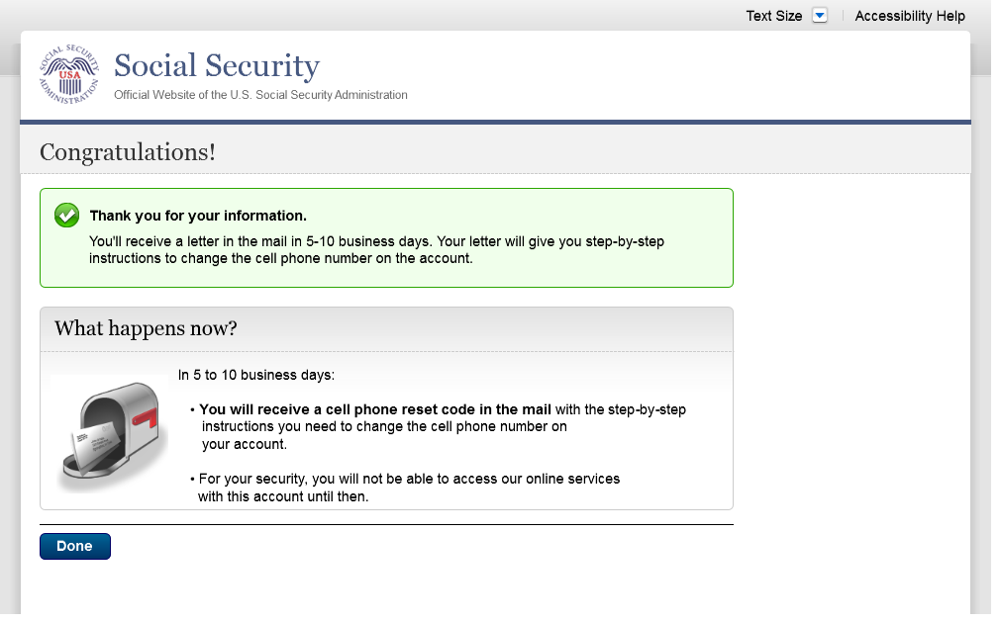 Text Size
Accessibility Help
SOCIAL SECURITY ADMINISTRATION
USA
Social Security
Official Website of the U.S. Social Security Administration
Congratulations!
Thank you for your information.
You'll receive a letter in the mail in 5-10 business days. Your letter will give you step-by-step
instructions to change the cell phone number on the account.
What happens now?
In 5 to 10 business days:
• You will receive a cell phone reset code in the mail with the step-by-step
instructions you need to change the cell phone number on
your account.
• For your security, you will not be able to access our online services
with this account until then.
Done